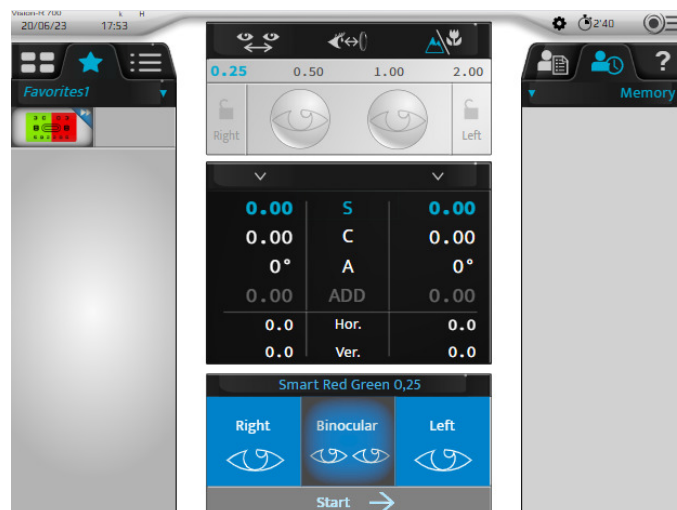 Vision-R 700
20/06/23 17:53
2'40
Favorites1
Memory
?
0.25 0.50 1.00 2.00
Right Left
0.00 S 0.00
0.00 C 0.00
0° A 0°
0.00 ADD 0.00
0.0 Hor. 0.0
0.0 Ver. 0.0
Smart Red Green 0,25
Right Binocular Left
Start